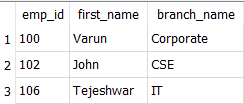 emp_id first_name branch_name
1 100 Varun Corporate
2 102 John CSE
3 106 Tejeshwar IT